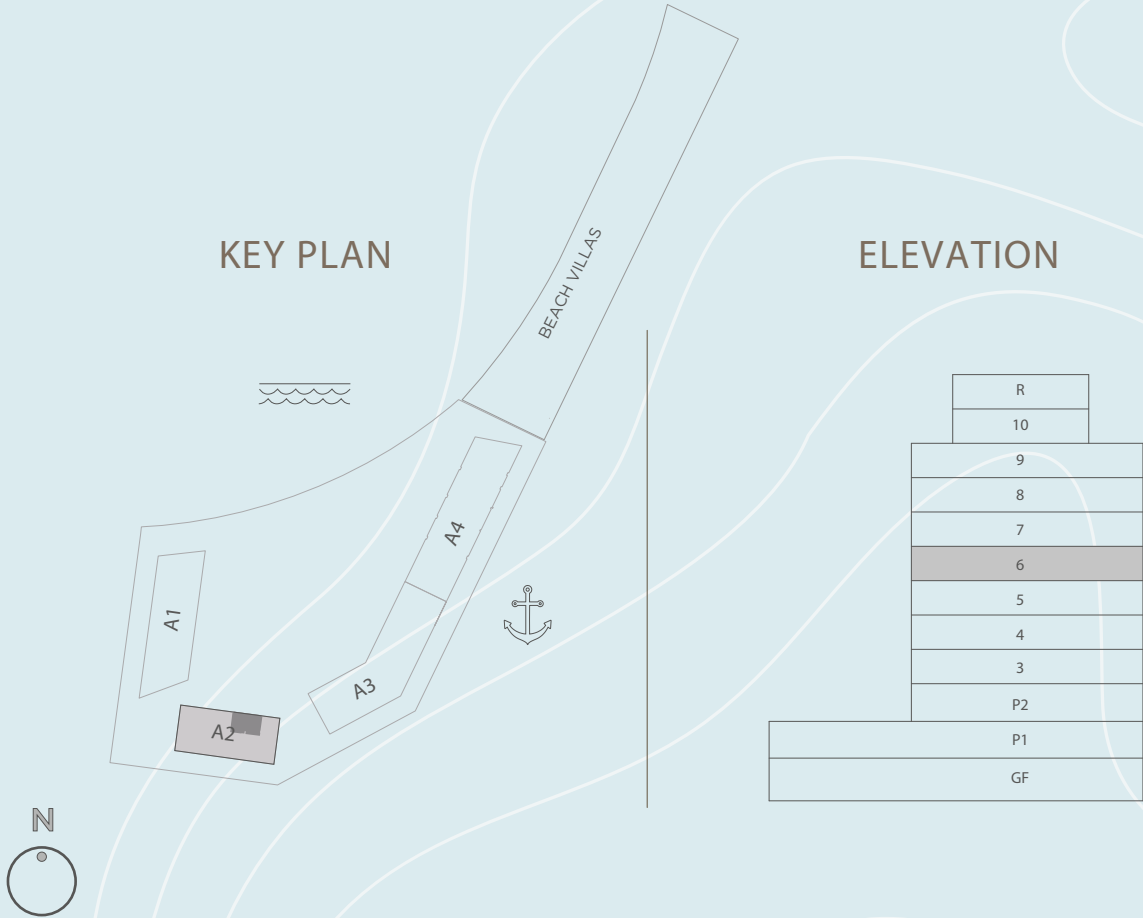 KEY PLAN
BEACH VILLAS
A4
A1
A3
A2
N
ELEVATION
R
10
9
8
7
6
5
4
3
P2
P1
GF